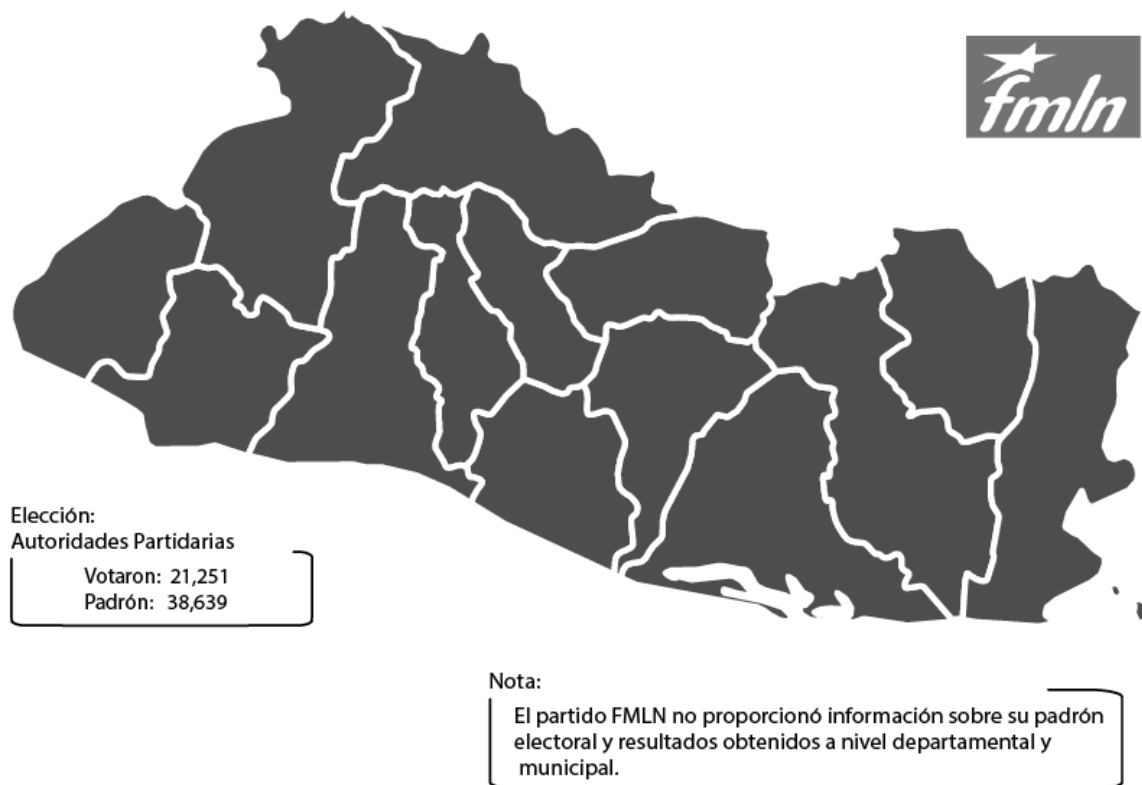 fmln
Elección:
Autoridades Partidarias
Votaron: 21,251
Padrón: 38,639
Nota:
El partido FMLN no proporcionó información sobre su padrón
electoral y resultados obtenidos a nivel departamental y
municipal.